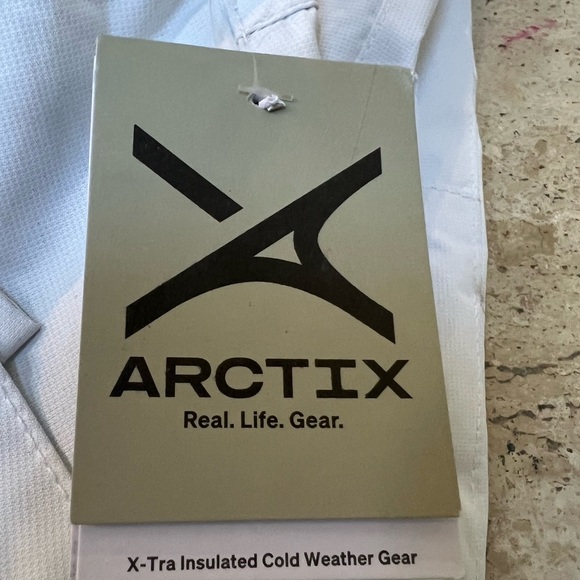 ARCTIX
Real. Life. Gear.
X-Tra Insulated Cold Weather Gear